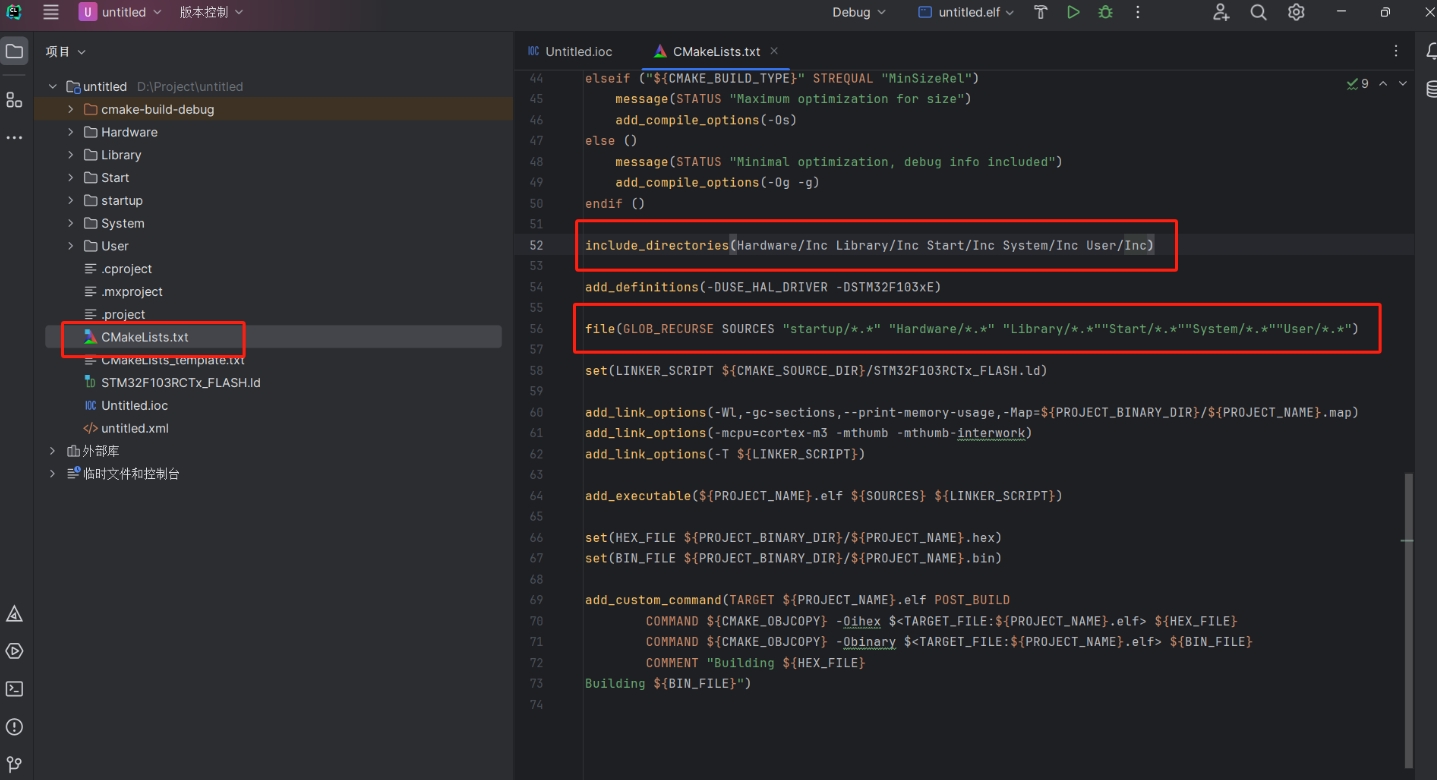 U untitled 版本控制 Debug untitled.elf
项目
untitled D:\Project\untitled
cmake-build-debug
Hardware
Library
Start
startup
System
User
.cproject
.mxproject
.project
CMakeLists.txt
CMakeLists_template.txt
STM32F103RCTx_FLASH.ld
IOC Untitled.ioc
untitled.xml
外部库
临时文件和控制台
IOC Untitled.ioc CMakeLists.txt
9
44 elseif ("${CMAKE_BUILD_TYPE}" STREQUAL "MinSizeRel")
45 message(STATUS "Maximum optimization for size")
46 add_compile_options(-Os)
47 else ()
48 message(STATUS "Minimal optimization, debug info included")
49 add_compile_options(-Og -g)
50 endif ()
51
52 include_directories(Hardware/Inc Library/Inc Start/Inc System/Inc User/Inc)
53
54 add_definitions(-DUSE_HAL_DRIVER -DSTM32F103xE)
55
56 file(GLOB_RECURSE SOURCES "startup/*.*" "Hardware/*.*" "Library/*.*""Start/*.*""System/*.*""User/*.*")
57
58 set(LINKER_SCRIPT ${CMAKE_SOURCE_DIR}/STM32F103RCTx_FLASH.ld)
59
60 add_link_options(-Wl,-gc-sections,--print-memory-usage,-Map=${PROJECT_BINARY_DIR}/${PROJECT_NAME}.map)
61 add_link_options(-mcpu=cortex-m3 -mthumb -mthumb-interwork)
62 add_link_options(-T ${LINKER_SCRIPT})
63
64 add_executable(${PROJECT_NAME}.elf ${SOURCES} ${LINKER_SCRIPT})
65
66 set(HEX_FILE ${PROJECT_BINARY_DIR}/${PROJECT_NAME}.hex)
67 set(BIN_FILE ${PROJECT_BINARY_DIR}/${PROJECT_NAME}.bin)
68
69 add_custom_command(TARGET ${PROJECT_NAME}.elf POST_BUILD
70 COMMAND ${CMAKE_OBJCOPY} -Oihex $<TARGET_FILE:${PROJECT_NAME}.elf> ${HEX_FILE}
71 COMMAND ${CMAKE_OBJCOPY} -Obinary $<TARGET_FILE:${PROJECT_NAME}.elf> ${BIN_FILE}
72 COMMENT "Building ${HEX_FILE}
73 Building ${BIN_FILE}")
74